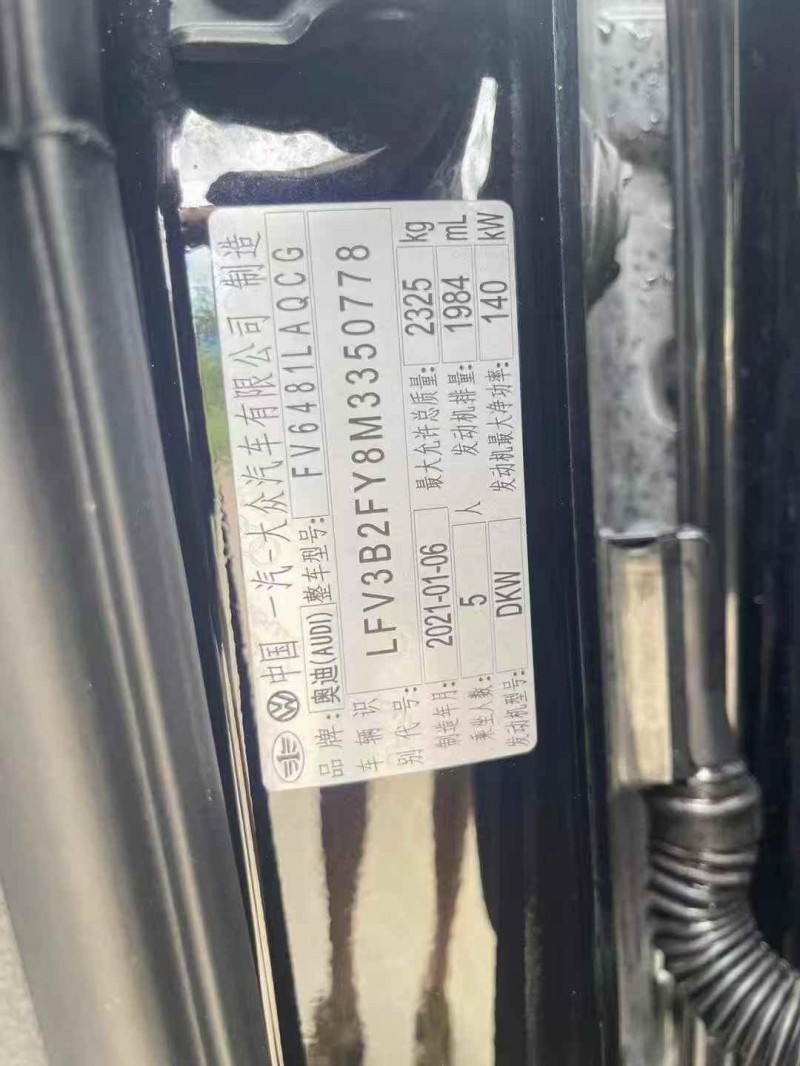 中国 一汽-大众汽车有限公司 制造
品牌: 奥迪(AUDI) 整车型号: FV6481LAQCG
车辆识别代号: LFV3B2FY8M3350778
制造年月: 2021-01-06 最大允许总质量: 2325 kg
乘坐人数: 5 人 发动机排量: 1984 mL
发动机型号: DKW 发动机最大净功率: 140 kW